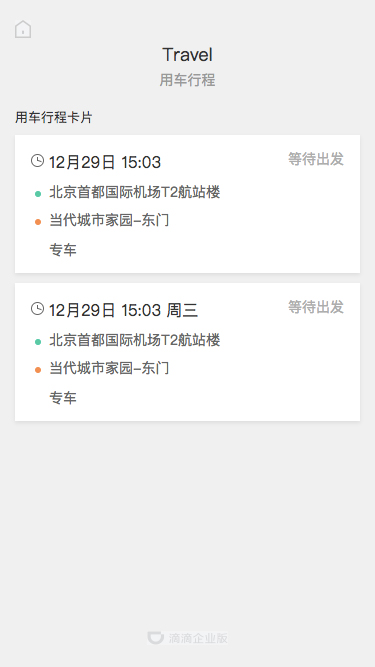 Travel
用车行程
用车行程卡片
12月29日 15:03
等待出发
北京首都国际机场T2航站楼
当代城市家园-东门
专车
12月29日 15:03 周三
等待出发
北京首都国际机场T2航站楼
当代城市家园-东门
专车
滴滴企业版